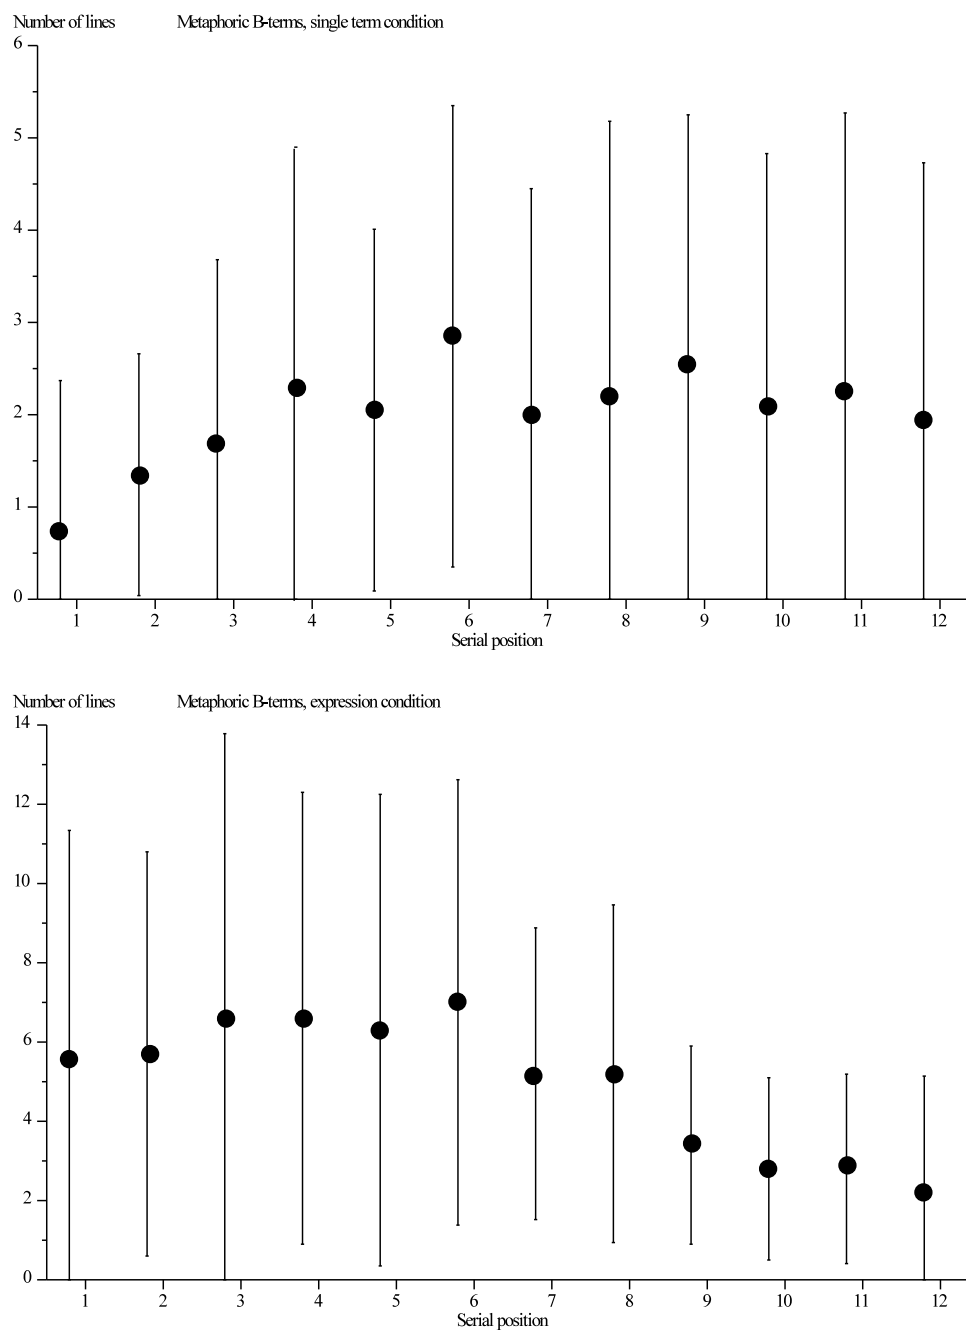 Number of lines Metaphoric B-terms, single term condition
6
5
4
3
2
1
0
1 2 3 4 5 6 7 8 9 10 11 12
Serial position
Number of lines Metaphoric B-terms, expression condition
14
12
10
8
6
4
2
0
1 2 3 4 5 6 7 8 9 10 11 12
Serial position